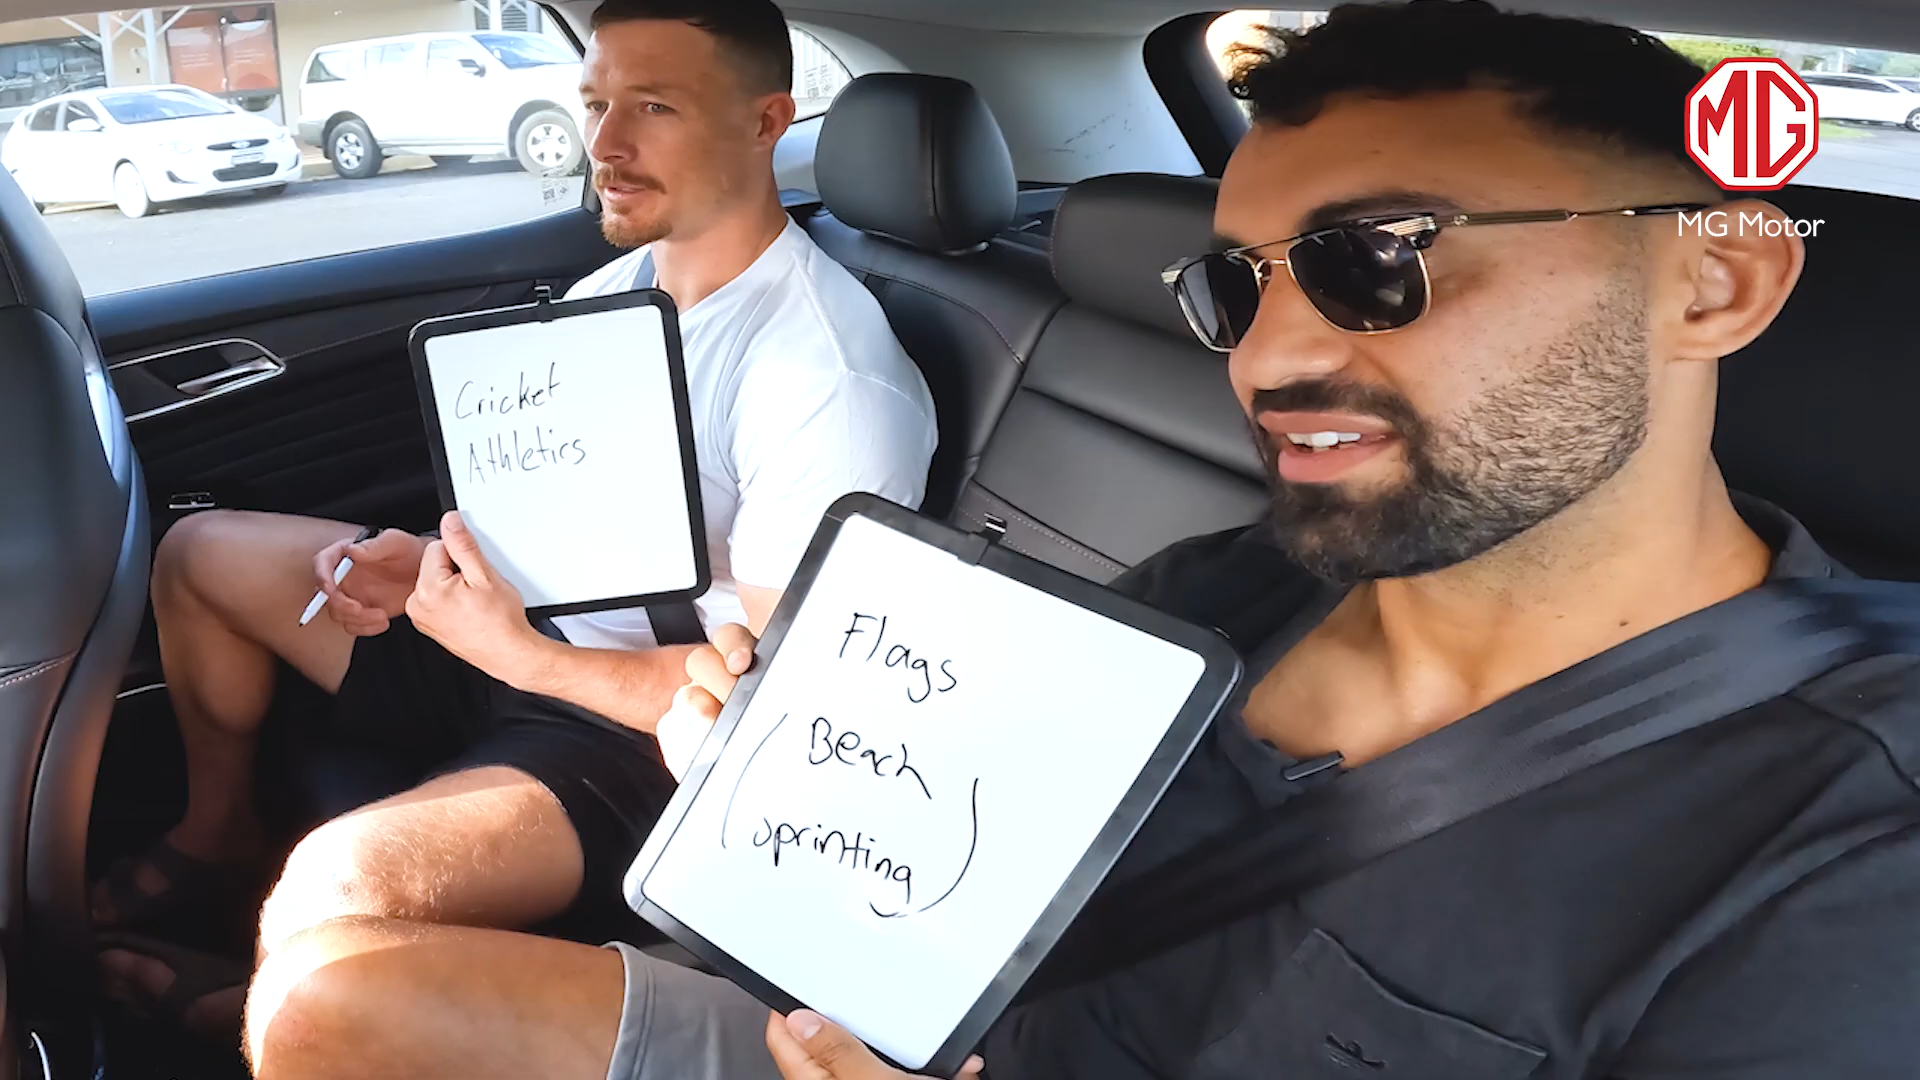 Cricket
Athletics
Flags
(Beach
sprinting)
MG
MG Motor